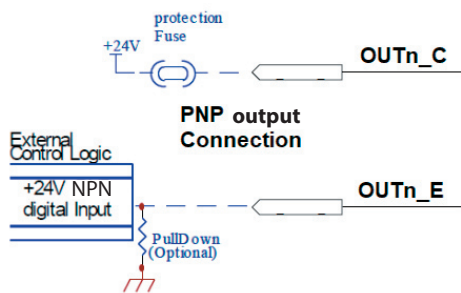 protection
Fuse
+24V
OUTn_C
PNP output
Connection
External
Control Logic
+24V NPN
digital Input
OUTn_E
PullDown
(Optional)